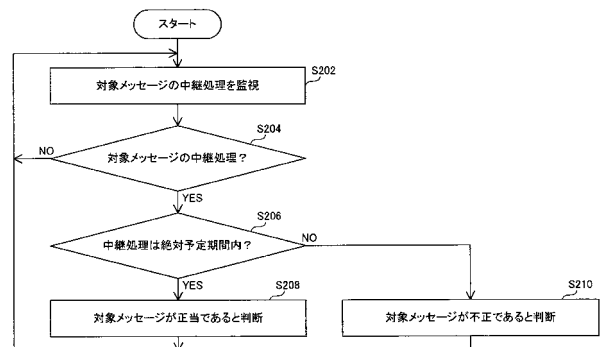 スタート
S202
対象メッセージの中継処理を監視
S204
対象メッセージの中継処理?
NO
YES
S206
中継処理は絶対予定期間内?
NO
YES
S208
対象メッセージが正当であると判断
S210
対象メッセージが不正であると判断